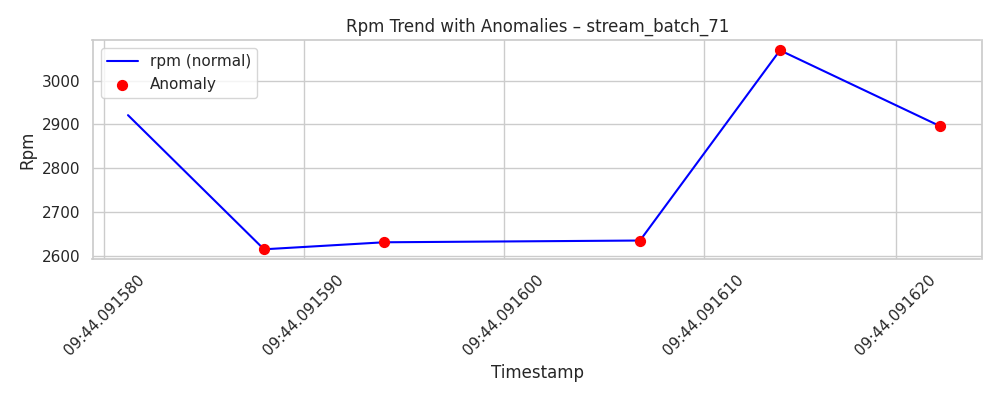 Rpm Trend with Anomalies – stream_batch_71
rpm (normal)
Anomaly
Rpm
3000
2900
2800
2700
2600
09:44.091580
09:44.091590
09:44.091600
09:44.091610
09:44.091620
Timestamp